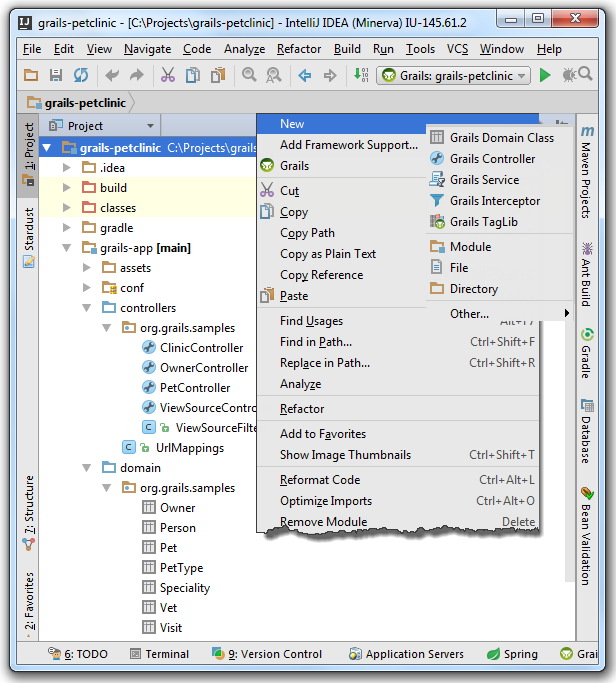 grails-petclinic - [C:\Projects\grails-petclinic] - IntelliJ IDEA (Minerva) IU-145.61.2
File Edit View Navigate Code Analyze Refactor Build Run Tools VCS Window Help
Grails: grails-petclinic
grails-petclinic
1: Project
Stardust
7: Structure
2: Favorites
Project
grails-petclinic C:\Projects\grails
.idea
build
classes
gradle
grails-app [main]
assets
conf
controllers
org.grails.samples
ClinicController
OwnerController
PetController
ViewSourceContro
ViewSourceFilte
UrlMappings
domain
org.grails.samples
Owner
Person
Pet
PetType
Speciality
Vet
Visit
New
Add Framework Support...
Grails
Cut
Copy
Copy Path
Copy as Plain Text
Copy Reference
Paste
Find Usages Alt+F7
Find in Path... Ctrl+Shift+F
Replace in Path... Ctrl+Shift+R
Analyze
Refactor
Add to Favorites
Show Image Thumbnails Ctrl+Shift+T
Reformat Code Ctrl+Alt+L
Optimize Imports Ctrl+Alt+O
Remove Module Delete
Grails Domain Class
Grails Controller
Grails Service
Grails Interceptor
Grails TagLib
Module
File
Directory
Other...
Maven Projects
Ant Build
Gradle
Database
Bean Validation
6: TODO Terminal 9: Version Control Application Servers Spring Grai